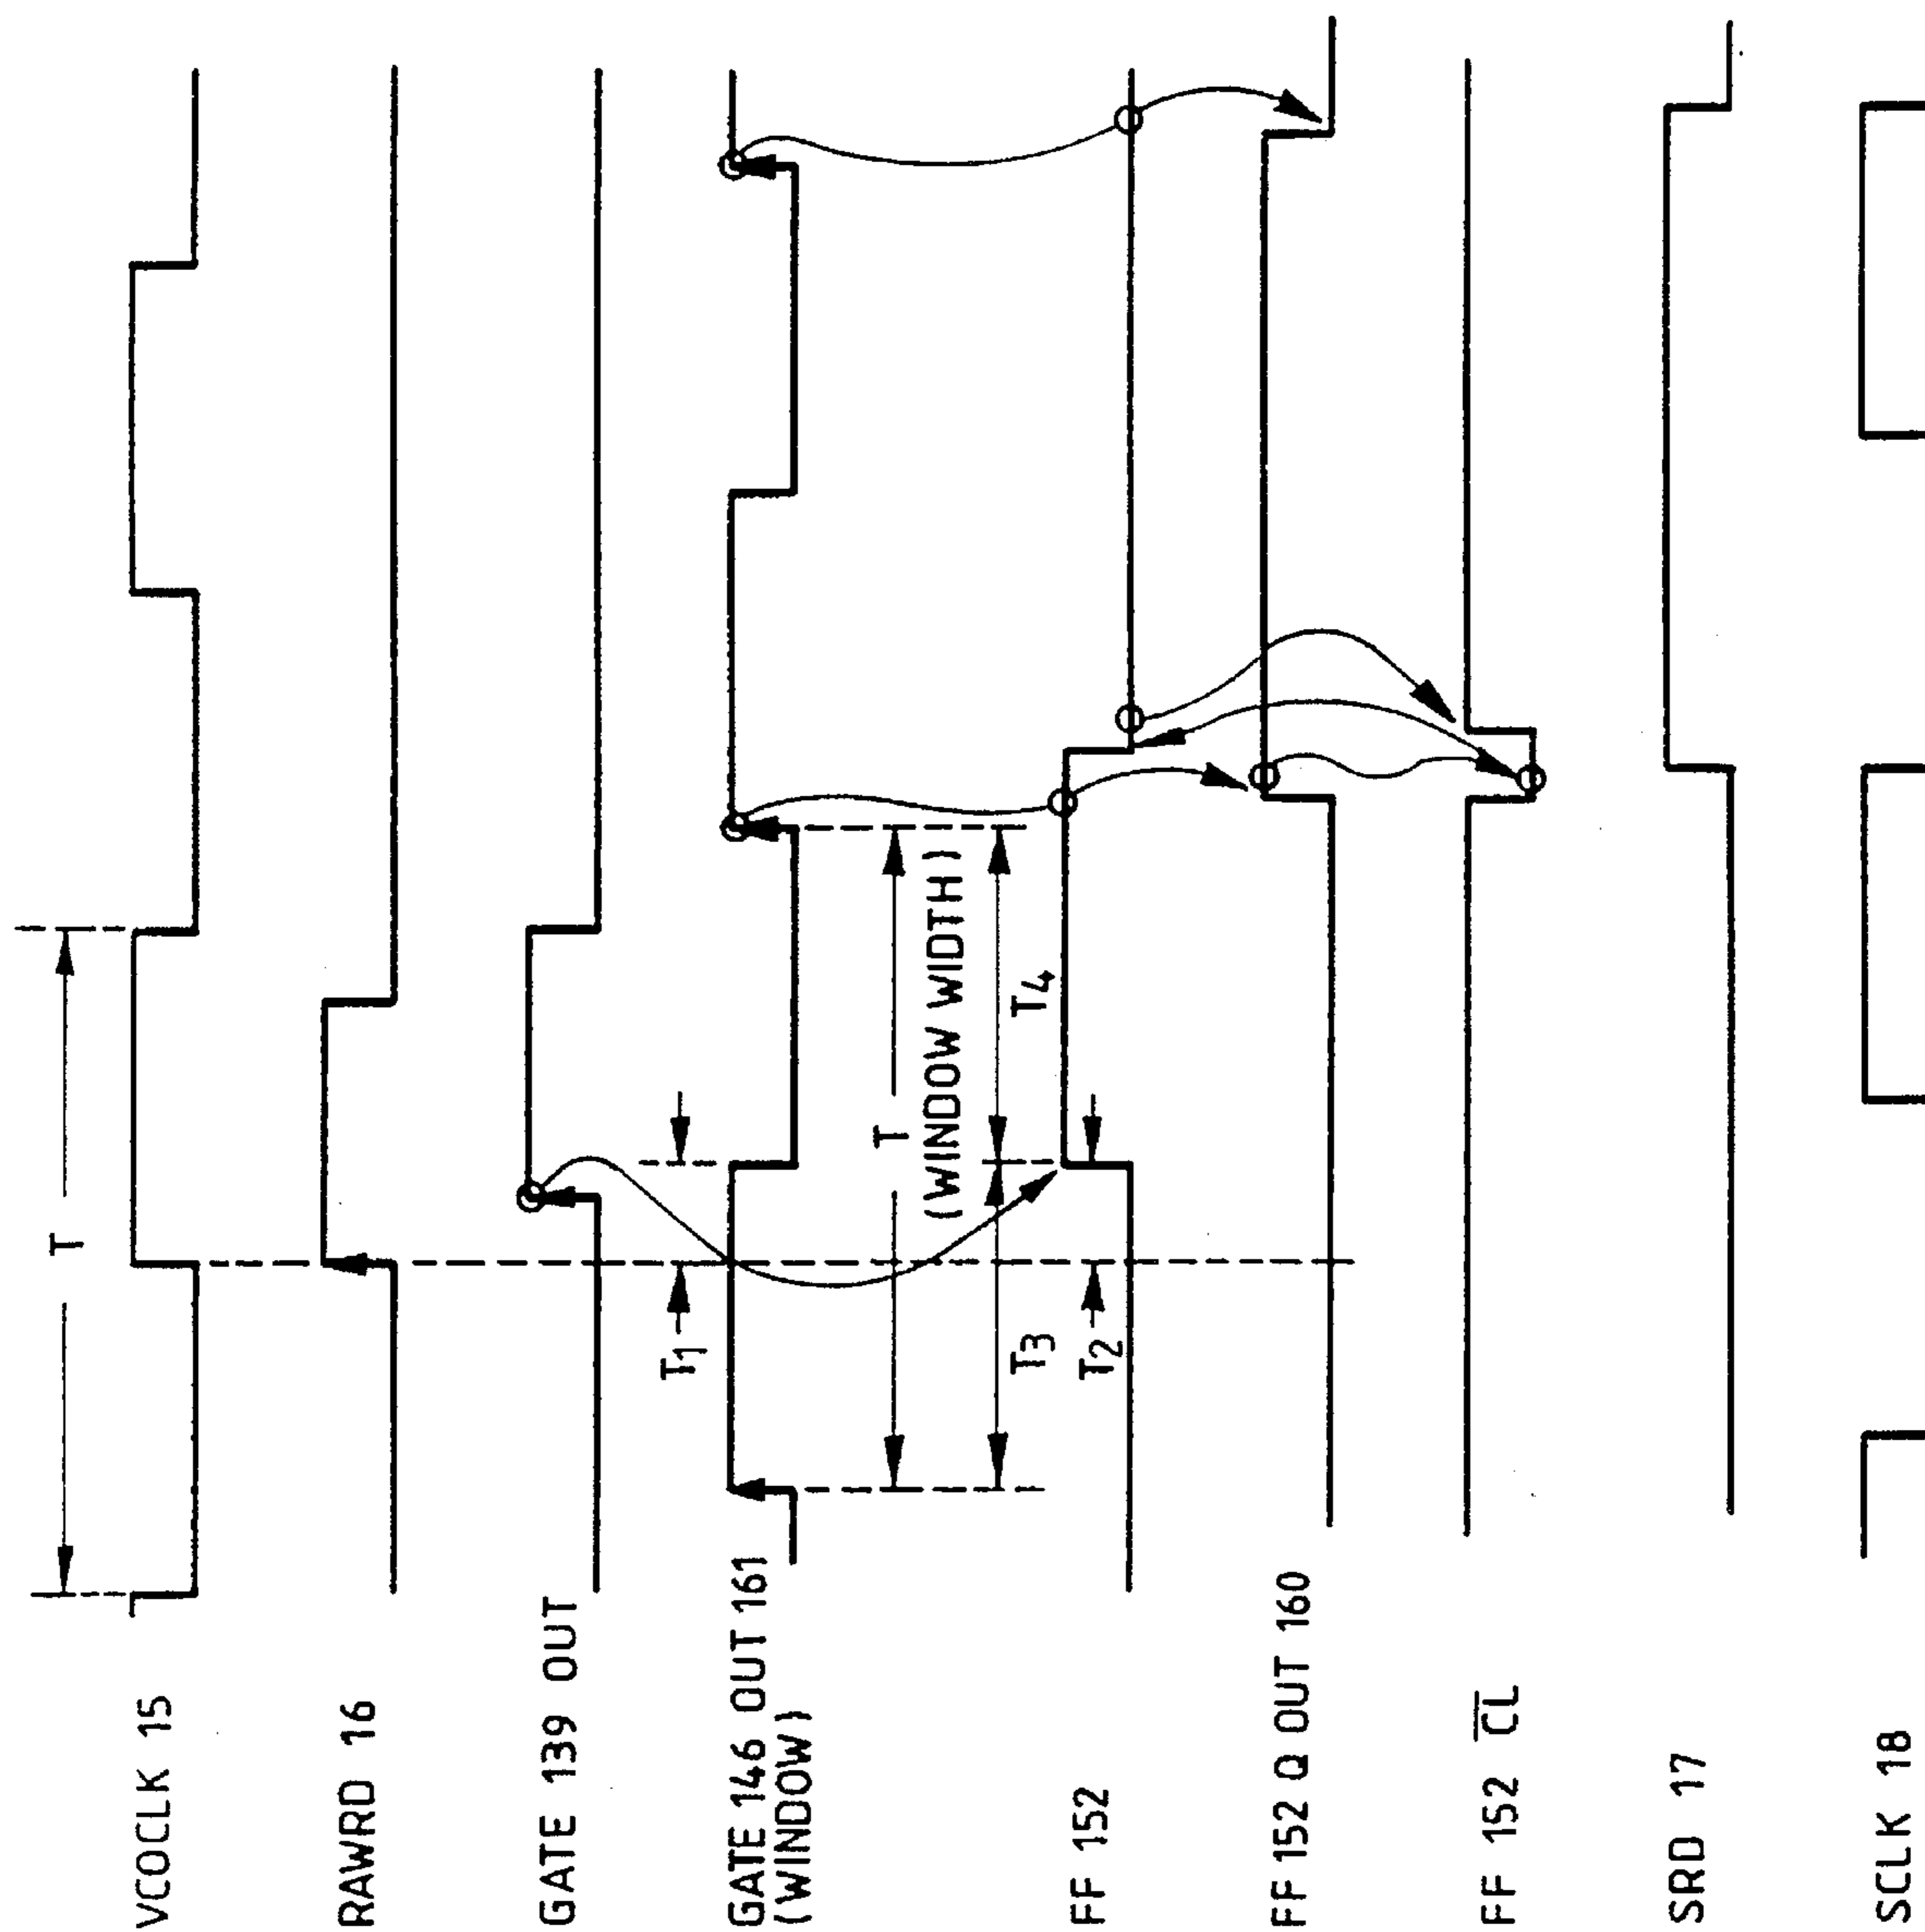 T
VCOCLK 15
RAWRD 16
GATE 139 OUT
T1
GATE 146 OUT 161
(WINDOW)
T
(WINDOW WIDTH)
T3
T4
T2
FF 152
FF 152 Q OUT 160
FF 152 C̅L̅
SRD 17
SCLK 18